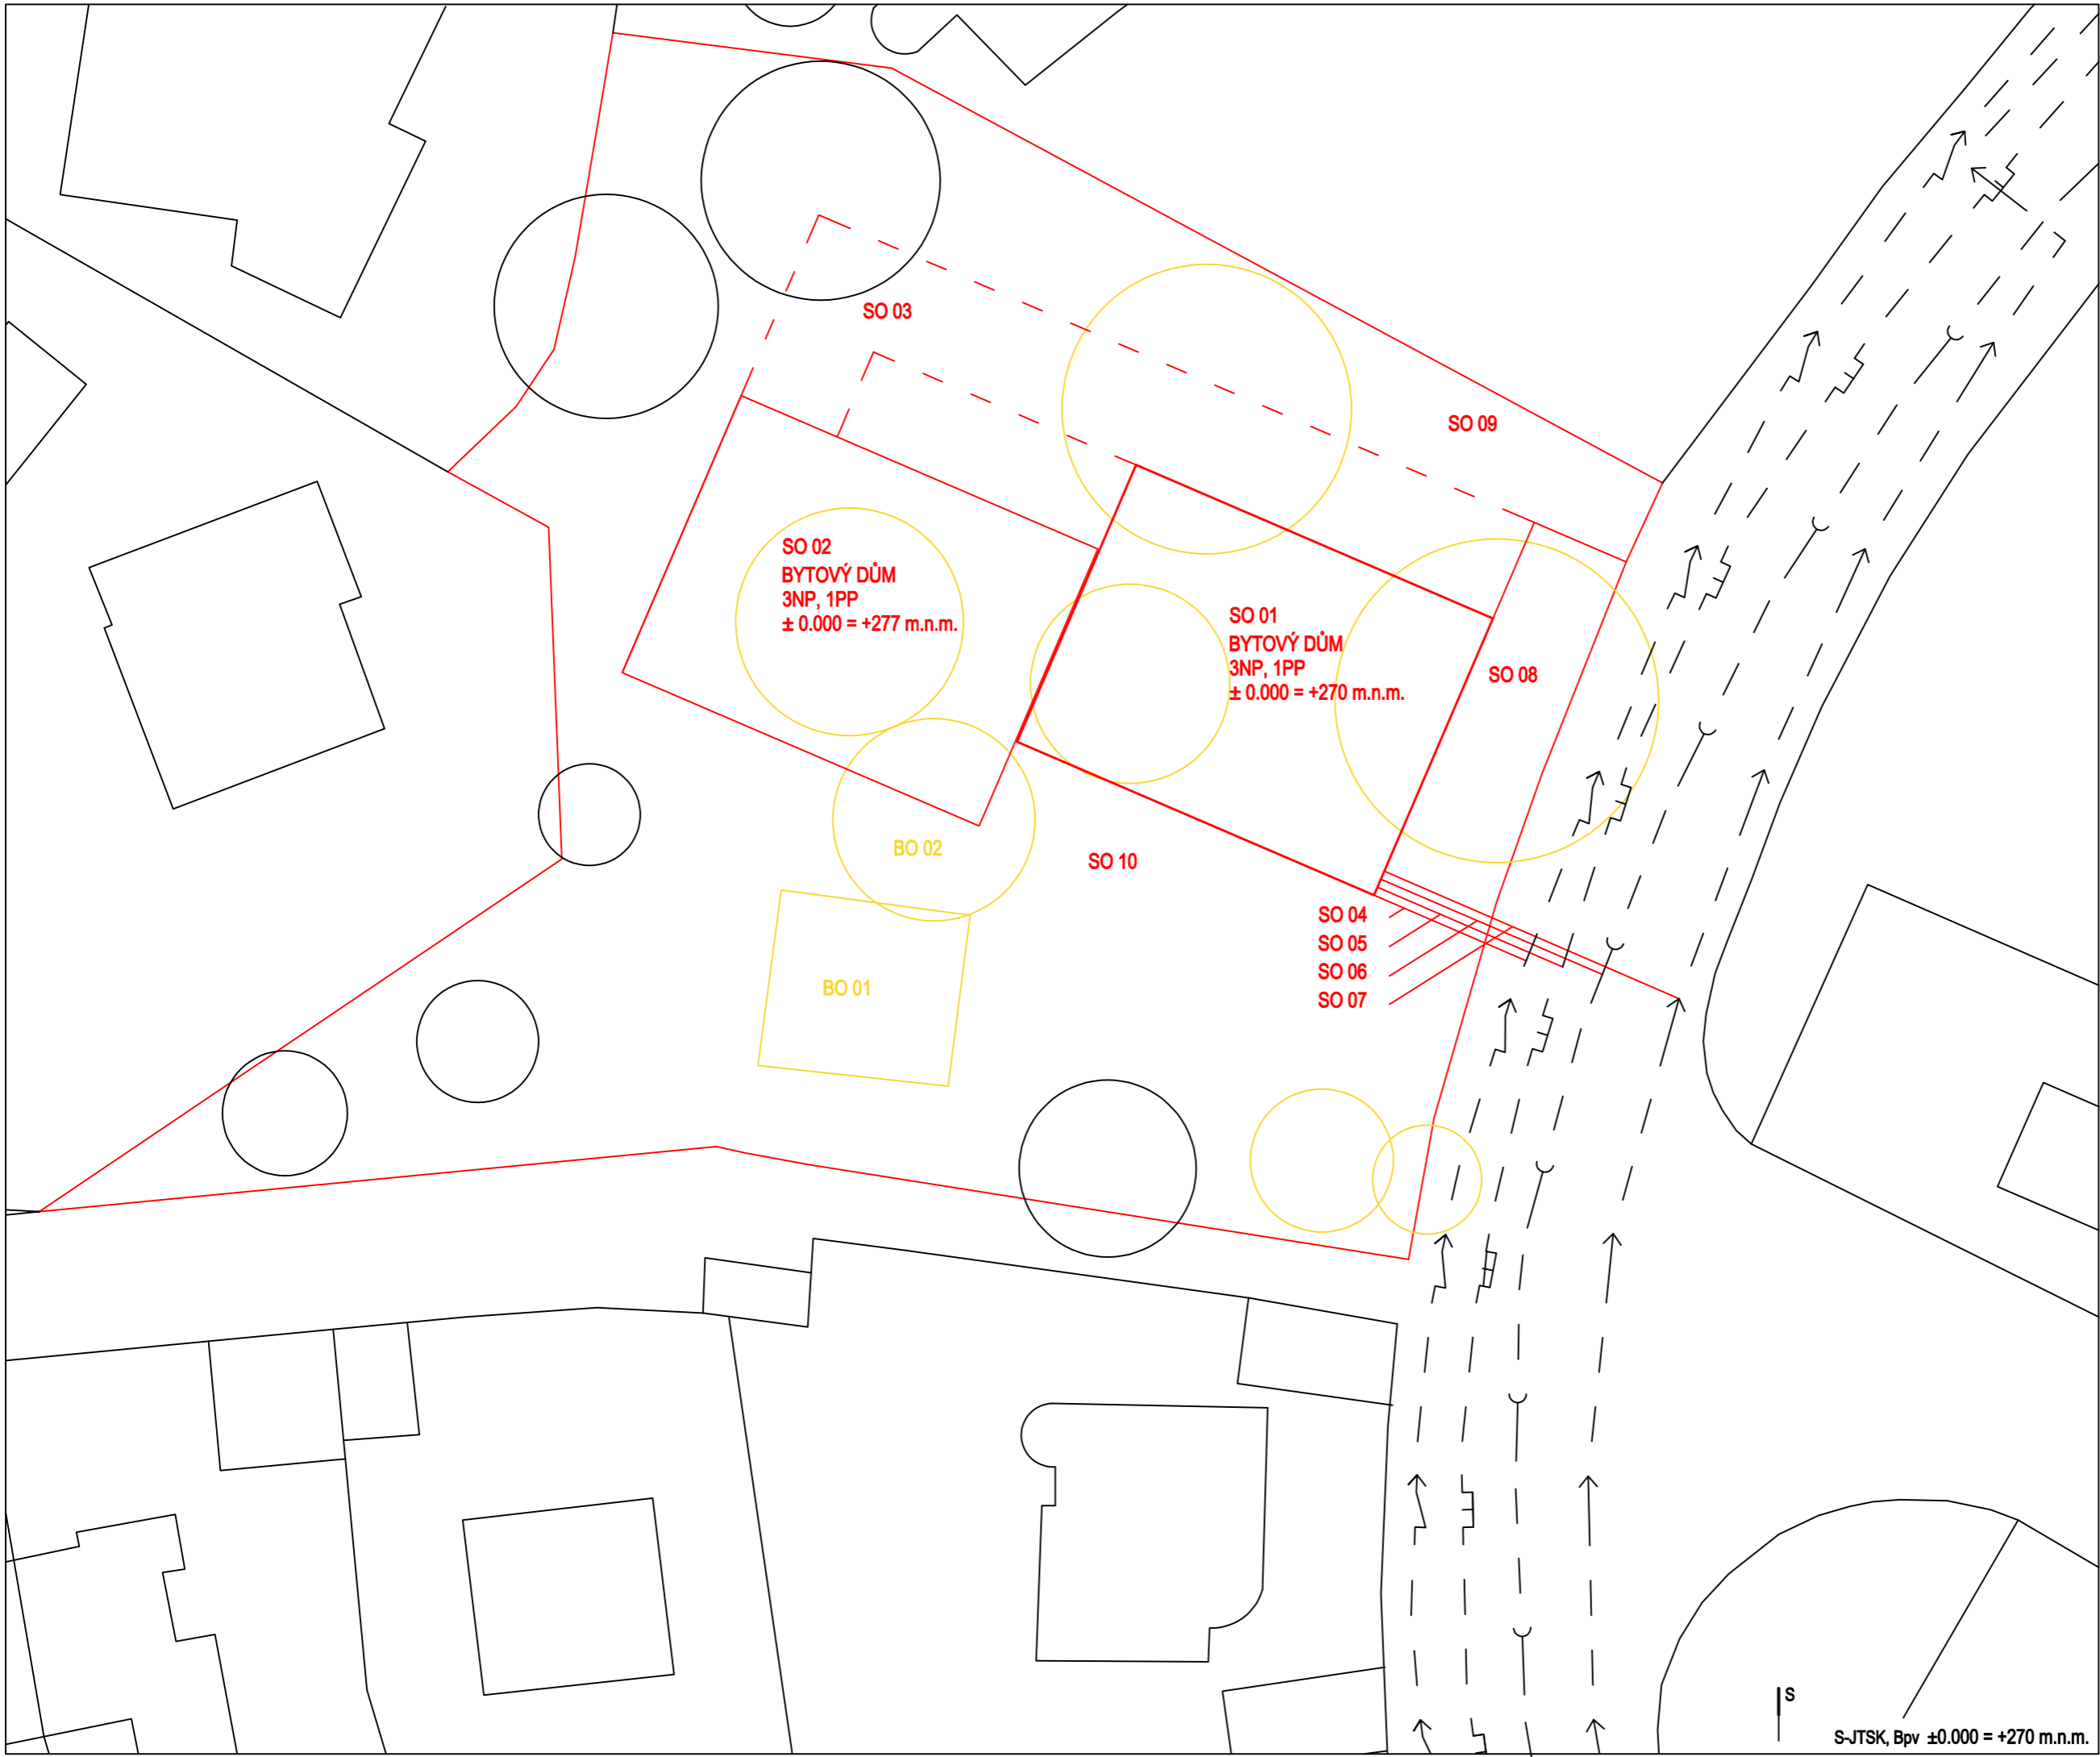 SO 03
SO 09
SO 02
BYTOVÝ DŮM
3NP, 1PP
± 0.000 = +277 m.n.m.
SO 01
BYTOVÝ DŮM
3NP, 1PP
± 0.000 = +270 m.n.m.
SO 08
BO 02
SO 10
SO 04
SO 05
SO 06
SO 07
BO 01
S
S-JTSK, Bpv ±0.000 = +270 m.n.m.